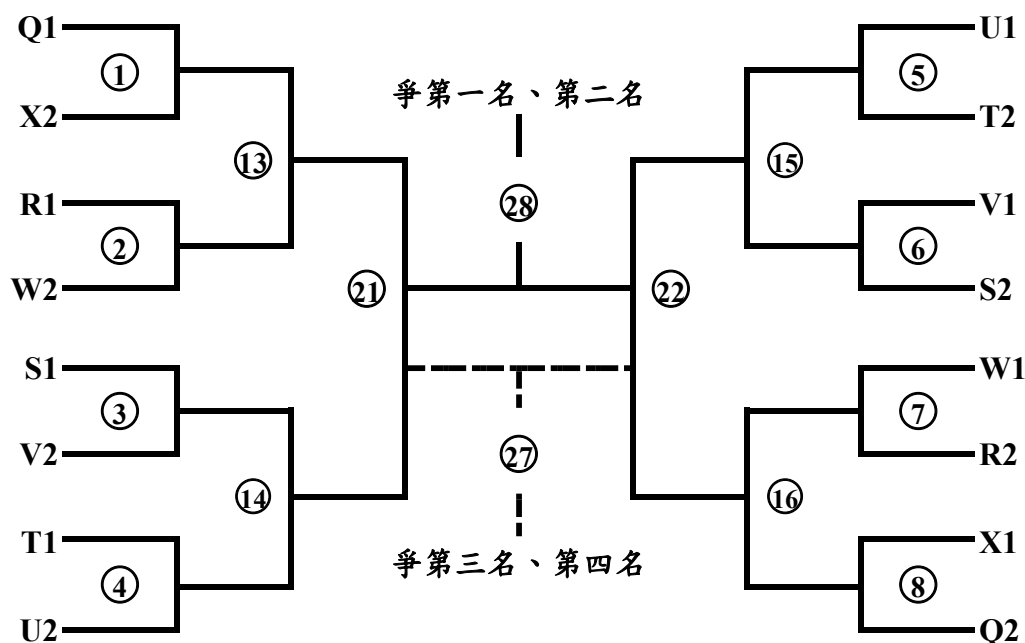 Q1
①
X2
⑬
R1
②
W2
㉑
S1
③
V2
⑭
T1
④
U2
爭第一名、第二名
㉘
㉗
爭第三名、第四名
U1
⑤
T2
⑮
V1
⑥
S2
㉒
W1
⑦
R2
⑯
X1
⑧
Q2